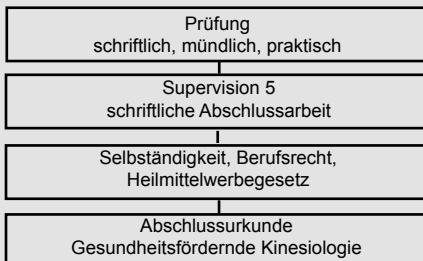 Prüfung
schriftlich, mündlich, praktisch
Supervision 5
schriftliche Abschlussarbeit
Selbständigkeit, Berufsrecht,
Heilmittelwerbegesetz
Abschlussurkunde
Gesundheitsfördernde Kinesiologie